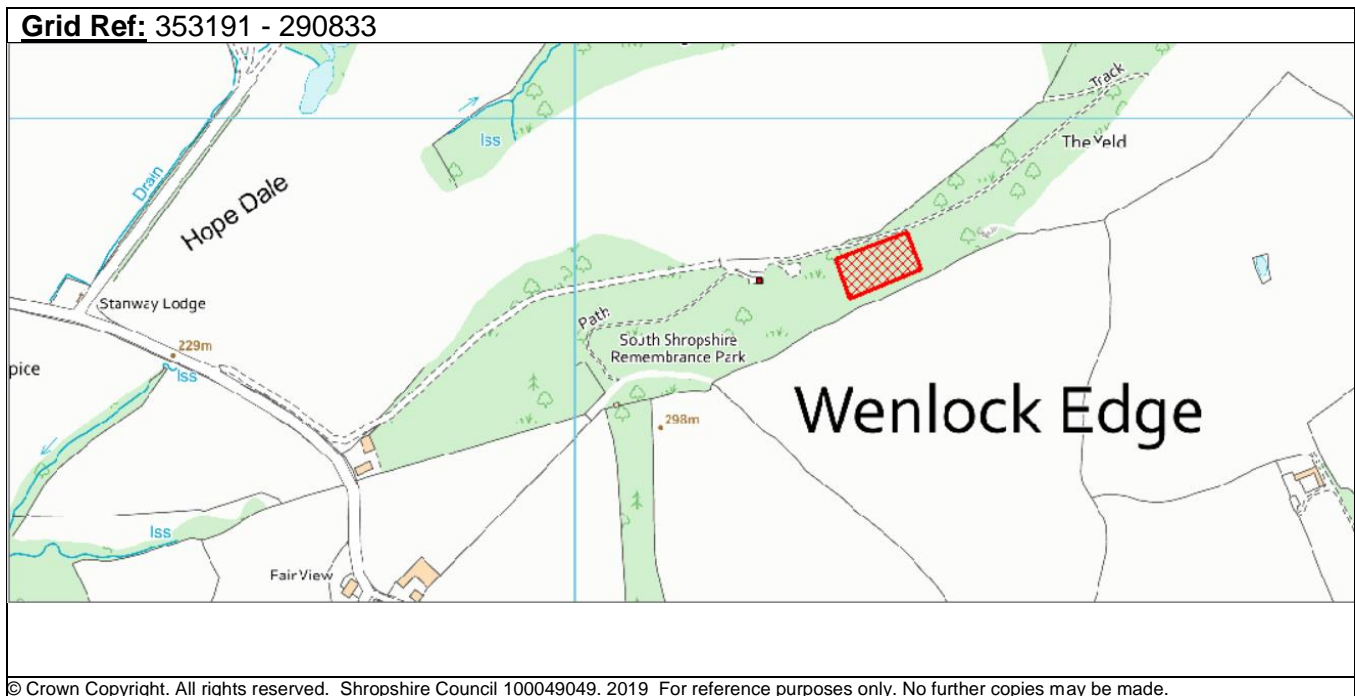 Grid Ref: 353191 - 290833
Track
Iss
The Yeld
Drain
Hope Dale
Stanway Lodge
Path
229m
South Shropshire
Remembrance Park
pice
Iss
Wenlock Edge
298m
Iss
Fair View
© Crown Copyright. All rights reserved. Shropshire Council 100049049. 2019 For reference purposes only. No further copies may be made.